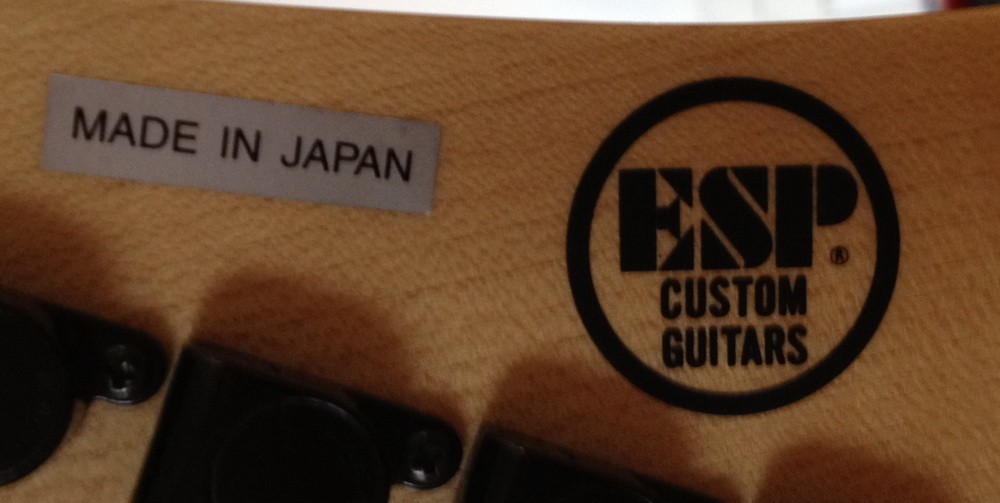 MADE IN JAPAN
ESP®
CUSTOM
GUITARS